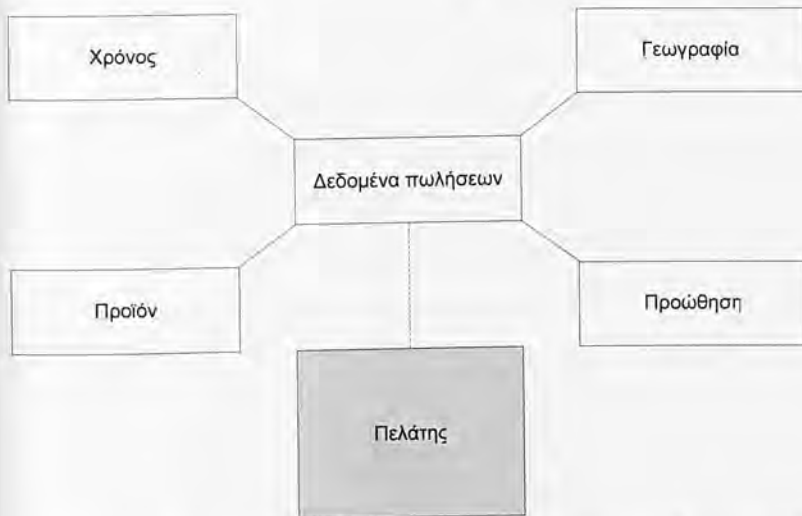 Χρόνος
Γεωγραφία
Δεδομένα πωλήσεων
Προϊόν
Προώθηση
Πελάτης